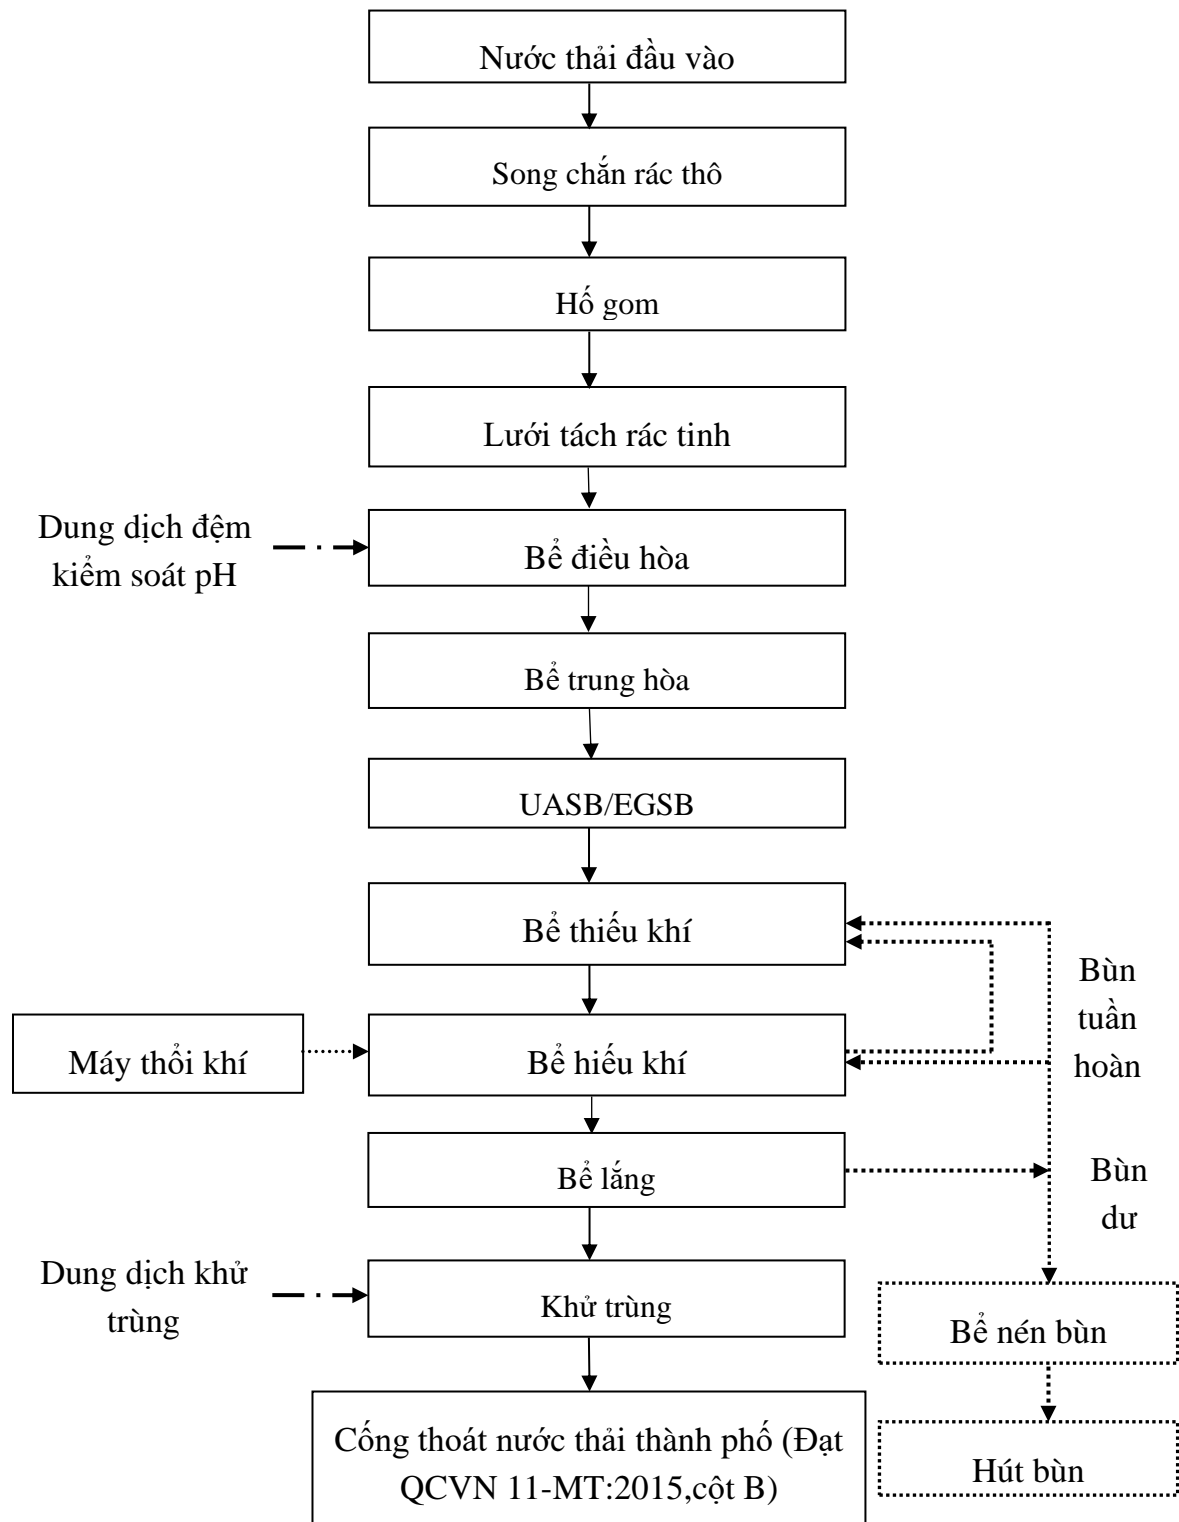 Nước thải đầu vào
Song chắn rác thô
Hố gom
Lưới tách rác tinh
Dung dịch đệm
kiểm soát pH
Bể điều hòa
Bể trung hòa
UASB/EGSB
Bể thiếu khí
Bùn
tuần
hoàn
Máy thổi khí
Bể hiếu khí
Bể lắng
Bùn
dư
Dung dịch khử
trùng
Khử trùng
Bể nén bùn
Cống thoát nước thải thành phố (Đạt
QCVN 11-MT:2015,cột B)
Hút bùn